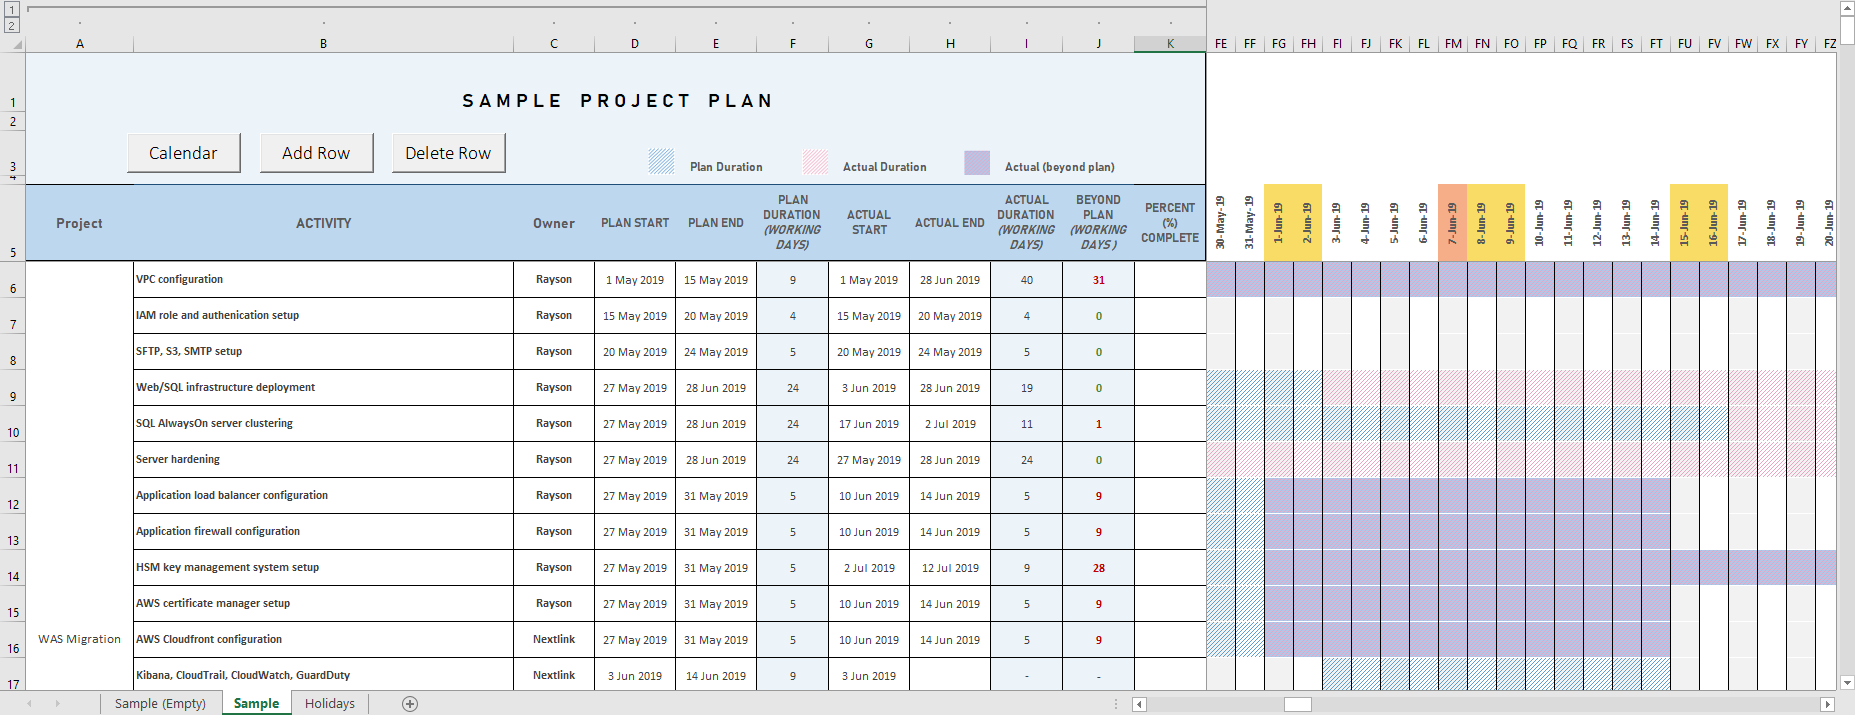 1
2
A B C D E F G H I J K FE FF FG FH FI FJ FK FL FM FN FO FP FQ FR FS FT FU FV FW FX FY FZ
1 SAMPLE PROJECT PLAN
2
3 Calendar Add Row Delete Row Plan Duration Actual Duration Actual (beyond plan)
4
5
Project
ACTIVITY
Owner
PLAN START
PLAN END
PLAN
DURATION
(WORKING
DAYS)
ACTUAL
START
ACTUAL END
ACTUAL
DURATION
(WORKING
DAYS)
BEYOND
PLAN
(WORKING
DAYS )
PERCENT
(%)
COMPLETE
30-May-19
31-May-19
1-Jun-19
2-Jun-19
3-Jun-19
4-Jun-19
5-Jun-19
6-Jun-19
7-Jun-19
8-Jun-19
9-Jun-19
10-Jun-19
11-Jun-19
12-Jun-19
13-Jun-19
14-Jun-19
15-Jun-19
16-Jun-19
17-Jun-19
18-Jun-19
19-Jun-19
20-Jun-19
6 VPC configuration Rayson 1 May 2019 15 May 2019 9 1 May 2019 28 Jun 2019 40 31
7 IAM role and authenication setup Rayson 15 May 2019 20 May 2019 4 15 May 2019 20 May 2019 4 0
8 SFTP, S3, SMTP setup Rayson 20 May 2019 24 May 2019 5 20 May 2019 24 May 2019 5 0
9 Web/SQL infrastructure deployment Rayson 27 May 2019 28 Jun 2019 24 3 Jun 2019 28 Jun 2019 19 0
10 SQL AlwaysOn server clustering Rayson 27 May 2019 28 Jun 2019 24 17 Jun 2019 2 Jul 2019 11 1
11 Server hardening Rayson 27 May 2019 28 Jun 2019 24 27 May 2019 28 Jun 2019 24 0
12 Application load balancer configuration Rayson 27 May 2019 31 May 2019 5 10 Jun 2019 14 Jun 2019 5 9
13 Application firewall configuration Rayson 27 May 2019 31 May 2019 5 10 Jun 2019 14 Jun 2019 5 9
14 HSM key management system setup Rayson 27 May 2019 31 May 2019 5 2 Jul 2019 12 Jul 2019 9 28
15 AWS certificate manager setup Rayson 27 May 2019 31 May 2019 5 10 Jun 2019 14 Jun 2019 5 9
16 WAS Migration AWS Cloudfront configuration Nextlink 27 May 2019 31 May 2019 5 10 Jun 2019 14 Jun 2019 5 9
17 Kibana, CloudTrail, CloudWatch, GuardDuty Nextlink 3 Jun 2019 14 Jun 2019 9 3 Jun 2019 - -
Sample (Empty) Sample Holidays